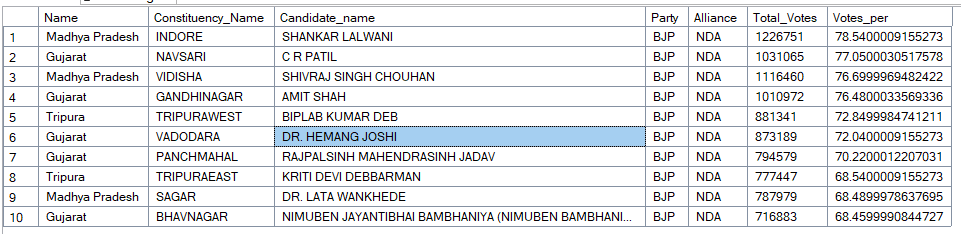 Name Constituency_Name Candidate_name Party Alliance Total_Votes Votes_per
1 Madhya Pradesh INDORE SHANKAR LALWANI BJP NDA 1226751 78.5400009155273
2 Gujarat NAVSARI C R PATIL BJP NDA 1031065 77.0500030517578
3 Madhya Pradesh VIDISHA SHIVRAJ SINGH CHOUHAN BJP NDA 1116460 76.6999969482422
4 Gujarat GANDHINAGAR AMIT SHAH BJP NDA 1010972 76.4800033569336
5 Tripura TRIPURAWEST BIPLAB KUMAR DEB BJP NDA 881341 72.8499984741211
6 Gujarat VADODARA DR. HEMANG JOSHI BJP NDA 873189 72.0400009155273
7 Gujarat PANCHMAHAL RAJPALSINH MAHENDRASINH JADAV BJP NDA 794579 70.2200012207031
8 Tripura TRIPURAEAST KRITI DEVI DEBBARMAN BJP NDA 777447 68.5400009155273
9 Madhya Pradesh SAGAR DR. LATA WANKHEDE BJP NDA 787979 68.4899978637695
10 Gujarat BHAVNAGAR NIMUBEN JAYANTIBHAI BAMBHANIYA (NIMUBEN BAMBHANI... BJP NDA 716883 68.4599990844727